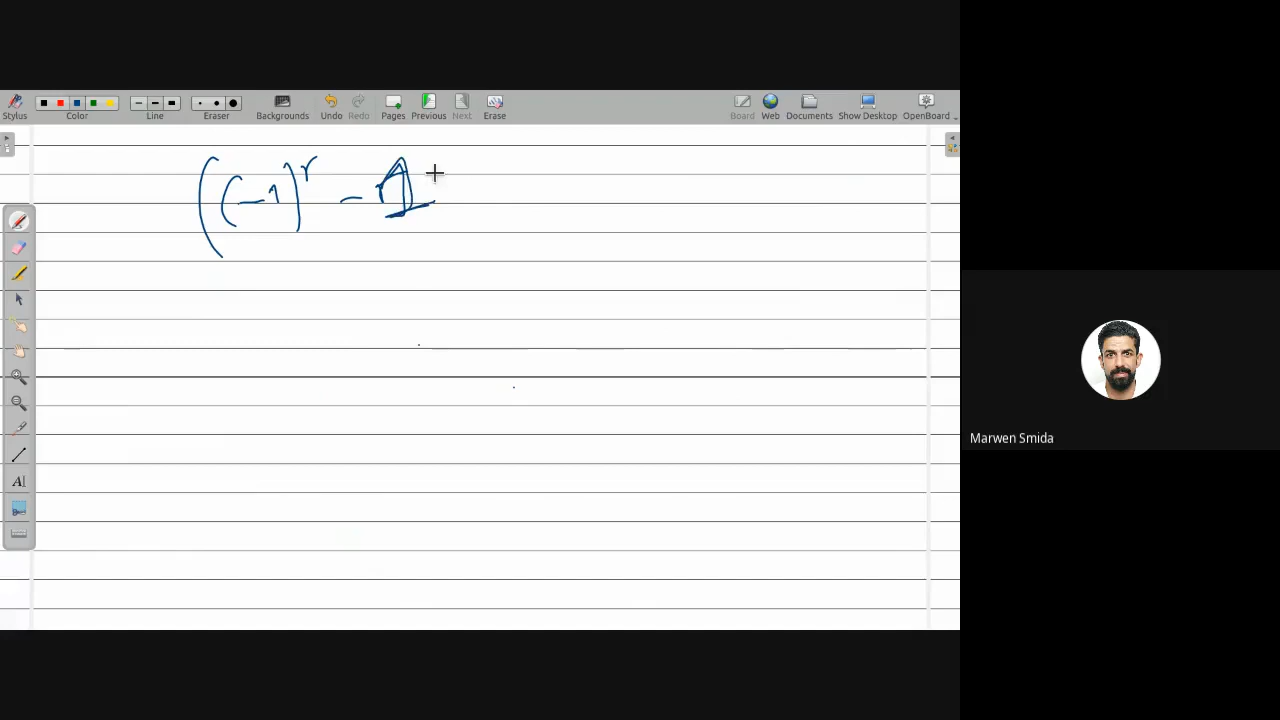 Stylus Color Line Eraser Backgrounds Undo Redo Pages Previous Next Erase Board Web Documents Show Desktop OpenBoard
((-1)^r - 1
Marwen Smida